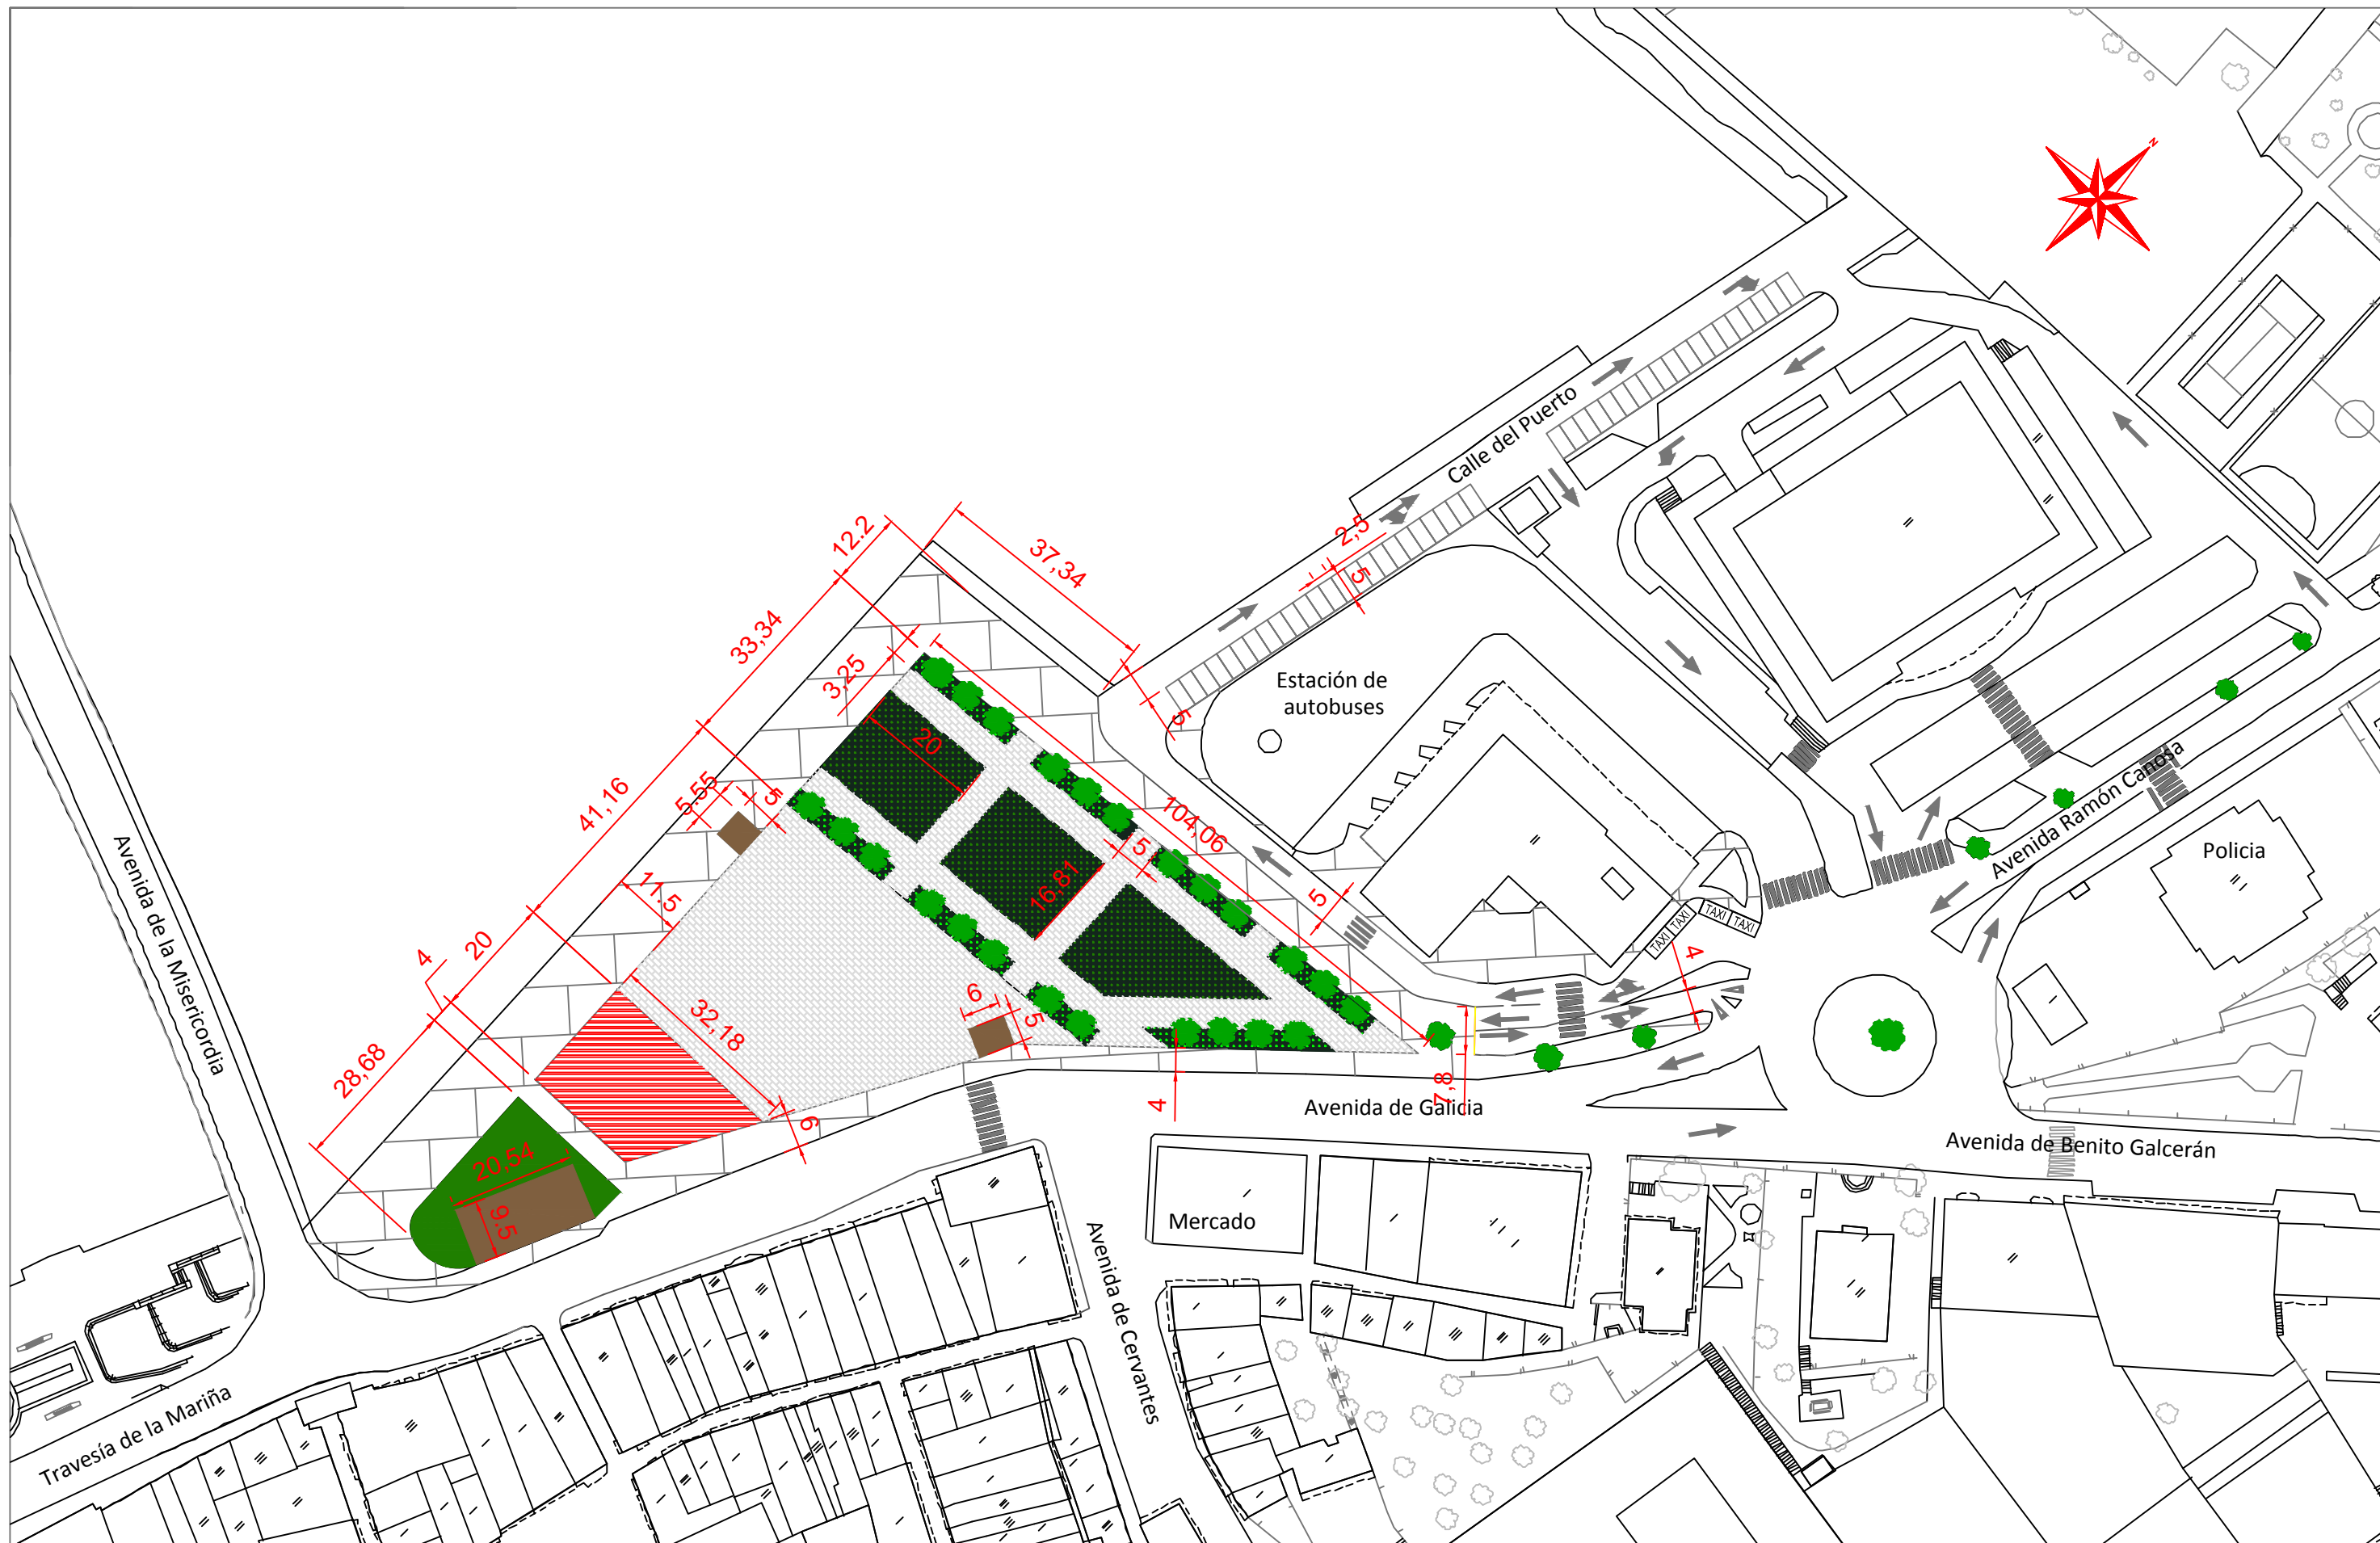 N
Calle del Puerto
2,5
5
12.2
37,34
33,34
3,25
5
Estación de
autobuses
20
41,16
5.55
5
104,06
Avenida Ramón Canosa
Policia
Avenida de la Misericordia
11.5
5
16,81
5
TAXI
TAXI
TAXI
TAXI
4
20
4
6
5
32,18
28,68
7,8
4
6
Avenida de Galicia
Avenida de Benito Galcerán
20,54
9.5
Mercado
Avenida de Cervantes
Travesía de la Mariña